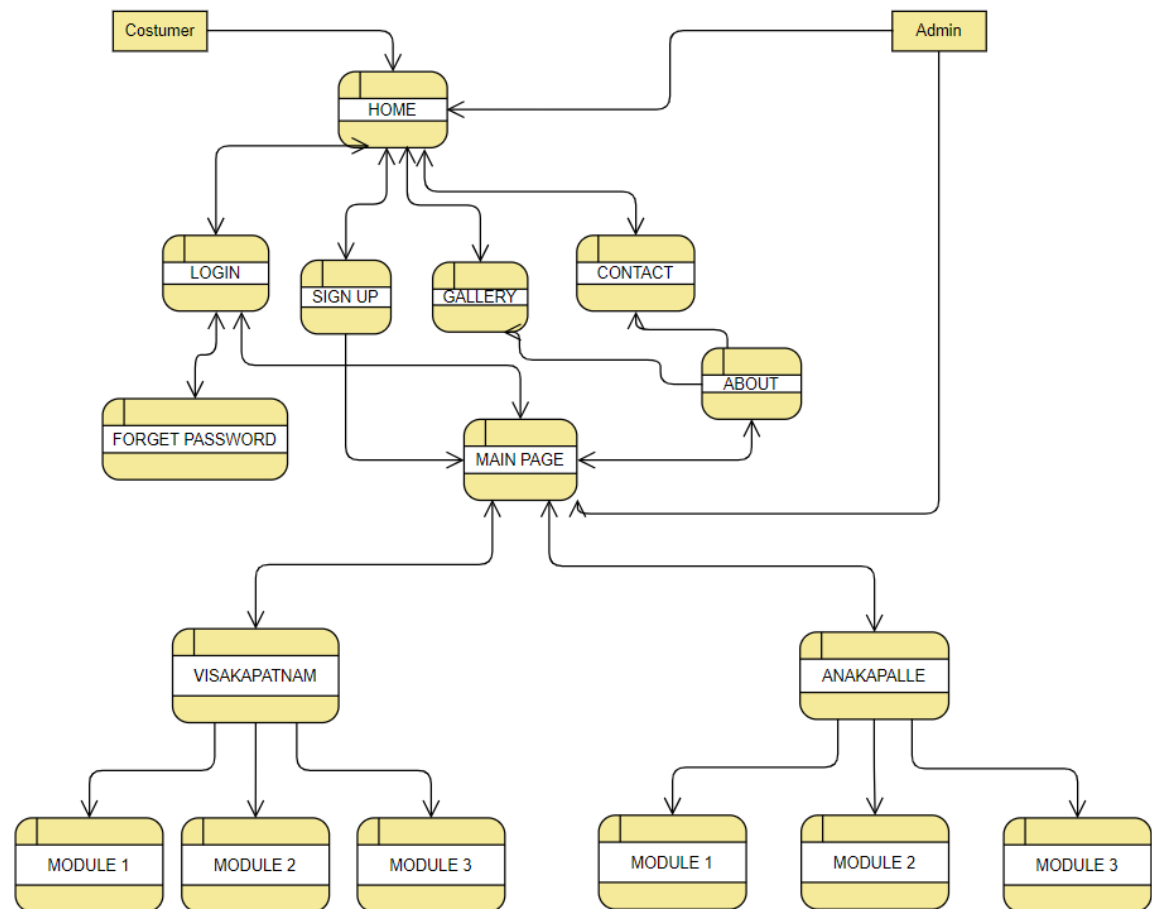 Costumer
Admin
HOME
LOGIN
SIGN UP
GALLERY
CONTACT
ABOUT
FORGET PASSWORD
MAIN PAGE
VISAKAPATNAM
ANAKAPALLE
MODULE 1
MODULE 2
MODULE 3
MODULE 1
MODULE 2
MODULE 3